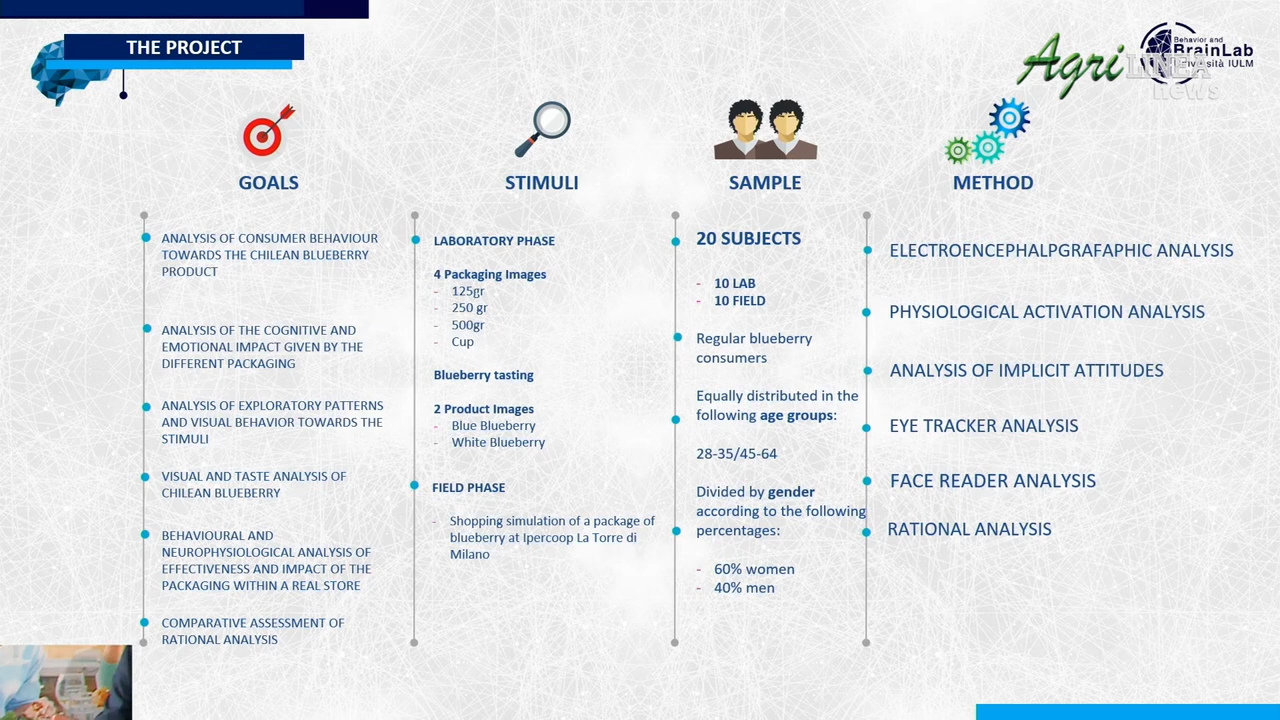 THE PROJECT
Agri LINEA
news
Behavior and
BrainLab
Università IULM
GOALS
ANALYSIS OF CONSUMER BEHAVIOUR
TOWARDS THE CHILEAN BLUEBERRY
PRODUCT
ANALYSIS OF THE COGNITIVE AND
EMOTIONAL IMPACT GIVEN BY THE
DIFFERENT PACKAGING
ANALYSIS OF EXPLORATORY PATTERNS
AND VISUAL BEHAVIOR TOWARDS THE
STIMULI
VISUAL AND TASTE ANALYSIS OF
CHILEAN BLUEBERRY
BEHAVIOURAL AND
NEUROPHYSIOLOGICAL ANALYSIS OF
EFFECTIVENESS AND IMPACT OF THE
PACKAGING WITHIN A REAL STORE
COMPARATIVE ASSESSMENT OF
RATIONAL ANALYSIS
STIMULI
LABORATORY PHASE
4 Packaging Images
- 125gr
- 250 gr
- 500gr
- Cup
Blueberry tasting
2 Product Images
- Blue Blueberry
- White Blueberry
FIELD PHASE
- Shopping simulation of a package of
blueberry at Ipercoop La Torre di
Milano
SAMPLE
20 SUBJECTS
- 10 LAB
- 10 FIELD
Regular blueberry
consumers
Equally distributed in the
following age groups:
28-35/45-64
Divided by gender
according to the following
percentages:
- 60% women
- 40% men
METHOD
ELECTROENCEPHALPGRAFAPHIC ANALYSIS
PHYSIOLOGICAL ACTIVATION ANALYSIS
ANALYSIS OF IMPLICIT ATTITUDES
EYE TRACKER ANALYSIS
FACE READER ANALYSIS
RATIONAL ANALYSIS